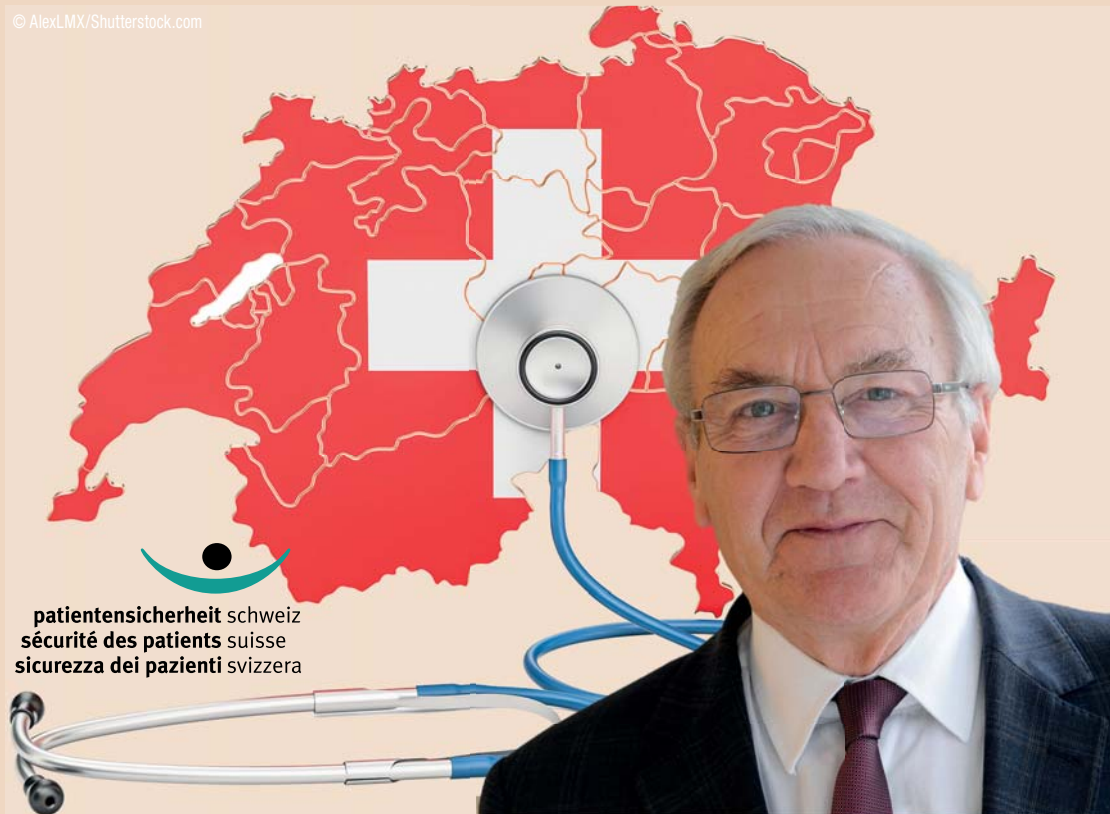 © AlexLMX/Shutterstock.com
patientensicherheit schweiz
sécurité des patients suisse
sicurezza dei pazienti svizzera